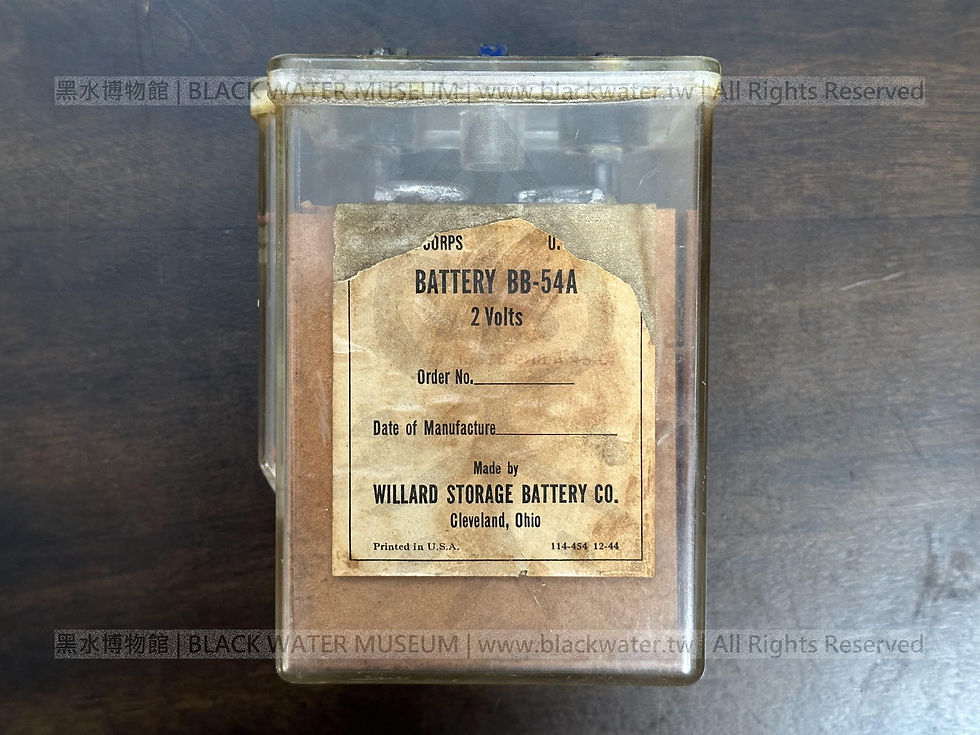 黑水博物館 | BLACK WATER MUSEUM | www.blackwater.tw | All Rights Reserved
CORPS U.
BATTERY BB-54A
2 Volts
Order No.
Date of Manufacture
Made by
WILLARD STORAGE BATTERY CO.
Cleveland, Ohio
Printed in U.S.A. 114-454 12-44
黑水博物館 | BLACK WATER MUSEUM | www.blackwater.tw | All Rights Reserved